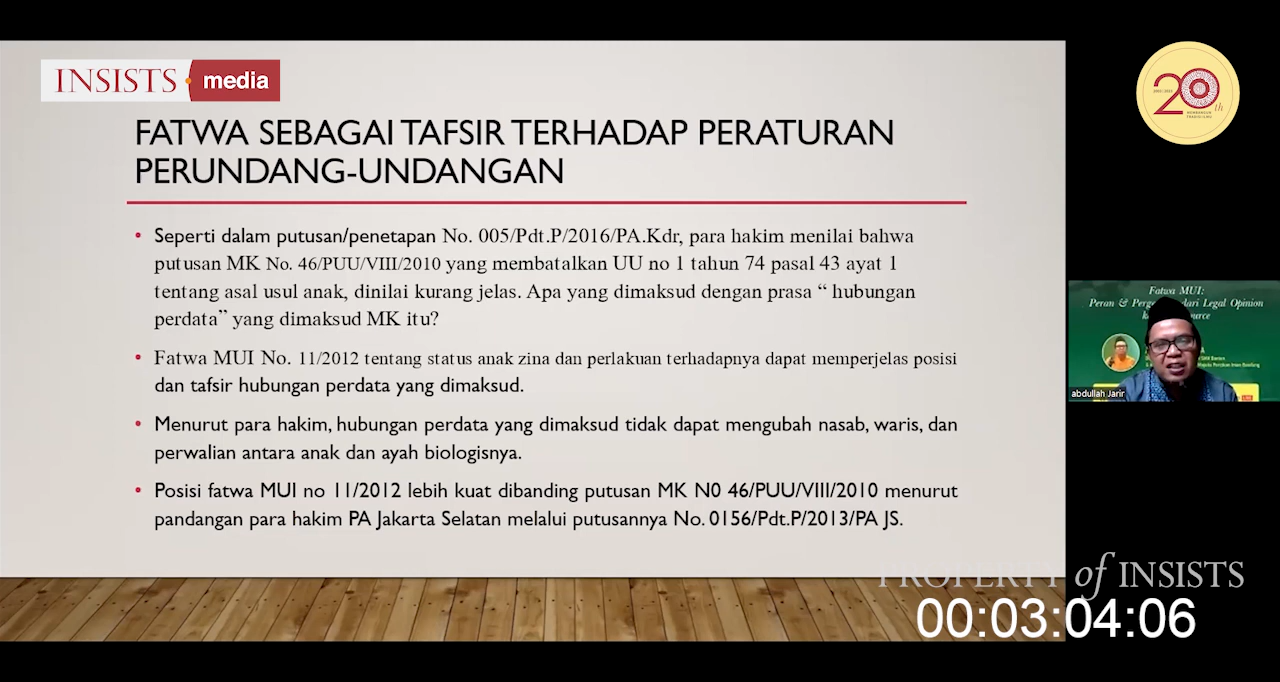 INSISTS media
20th
FATWA SEBAGAI TAFSIR TERHADAP PERATURAN
PERUNDANG-UNDANGAN
• Seperti dalam putusan/penetapan No. 005/Pdt.P/2016/PA.Kdr, para hakim menilai bahwa
putusan MK No. 46/PUU/VIII/2010 yang membatalkan UU no 1 tahun 74 pasal 43 ayat 1
tentang asal usul anak, dinilai kurang jelas. Apa yang dimaksud dengan prasa “ hubungan
perdata” yang dimaksud MK itu?
• Fatwa MUI No. 11/2012 tentang status anak zina dan perlakuan terhadapnya dapat memperjelas posisi
dan tafsir hubungan perdata yang dimaksud.
• Menurut para hakim, hubungan perdata yang dimaksud tidak dapat mengubah nasab, waris, dan
perwalian antara anak dan ayah biologisnya.
• Posisi fatwa MUI no 11/2012 lebih kuat dibanding putusan MK N0 46/PUU/VIII/2010 menurut
pandangan para hakim PA Jakarta Selatan melalui putusannya No. 0156/Pdt.P/2013/PA JS.
Fatwa MUI:
Peran & dari Legal Opinion
abdullah Jarir
PROPERTY of INSISTS
00:03:04:06